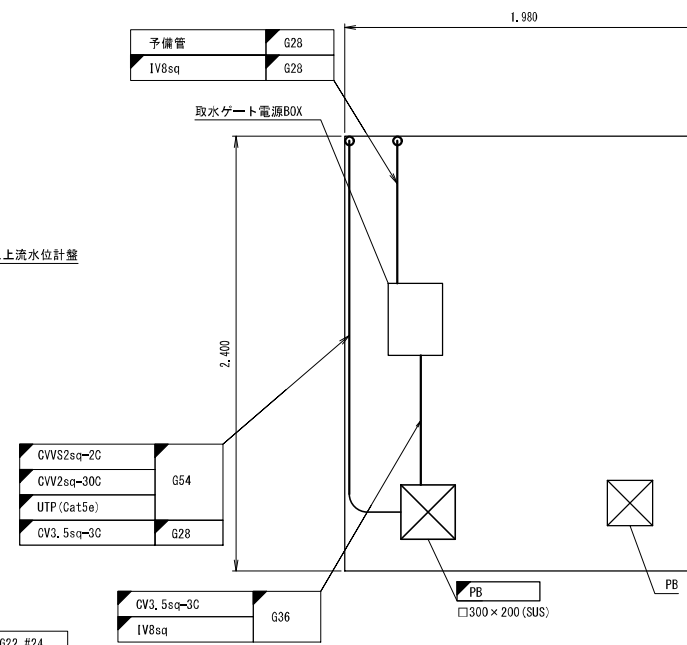 1.980
予備管 G28
IV8sq G28
取水ゲート電源BOX
上流水位計盤
2.400
CVVS2sq-2C
CVV2sq-30C G54
UTP(Cat5e)
CV3.5sq-3C G28
CV3.5sq-3C G36
IV8sq
PB
□300×200(SUS)
PB
G22 #24